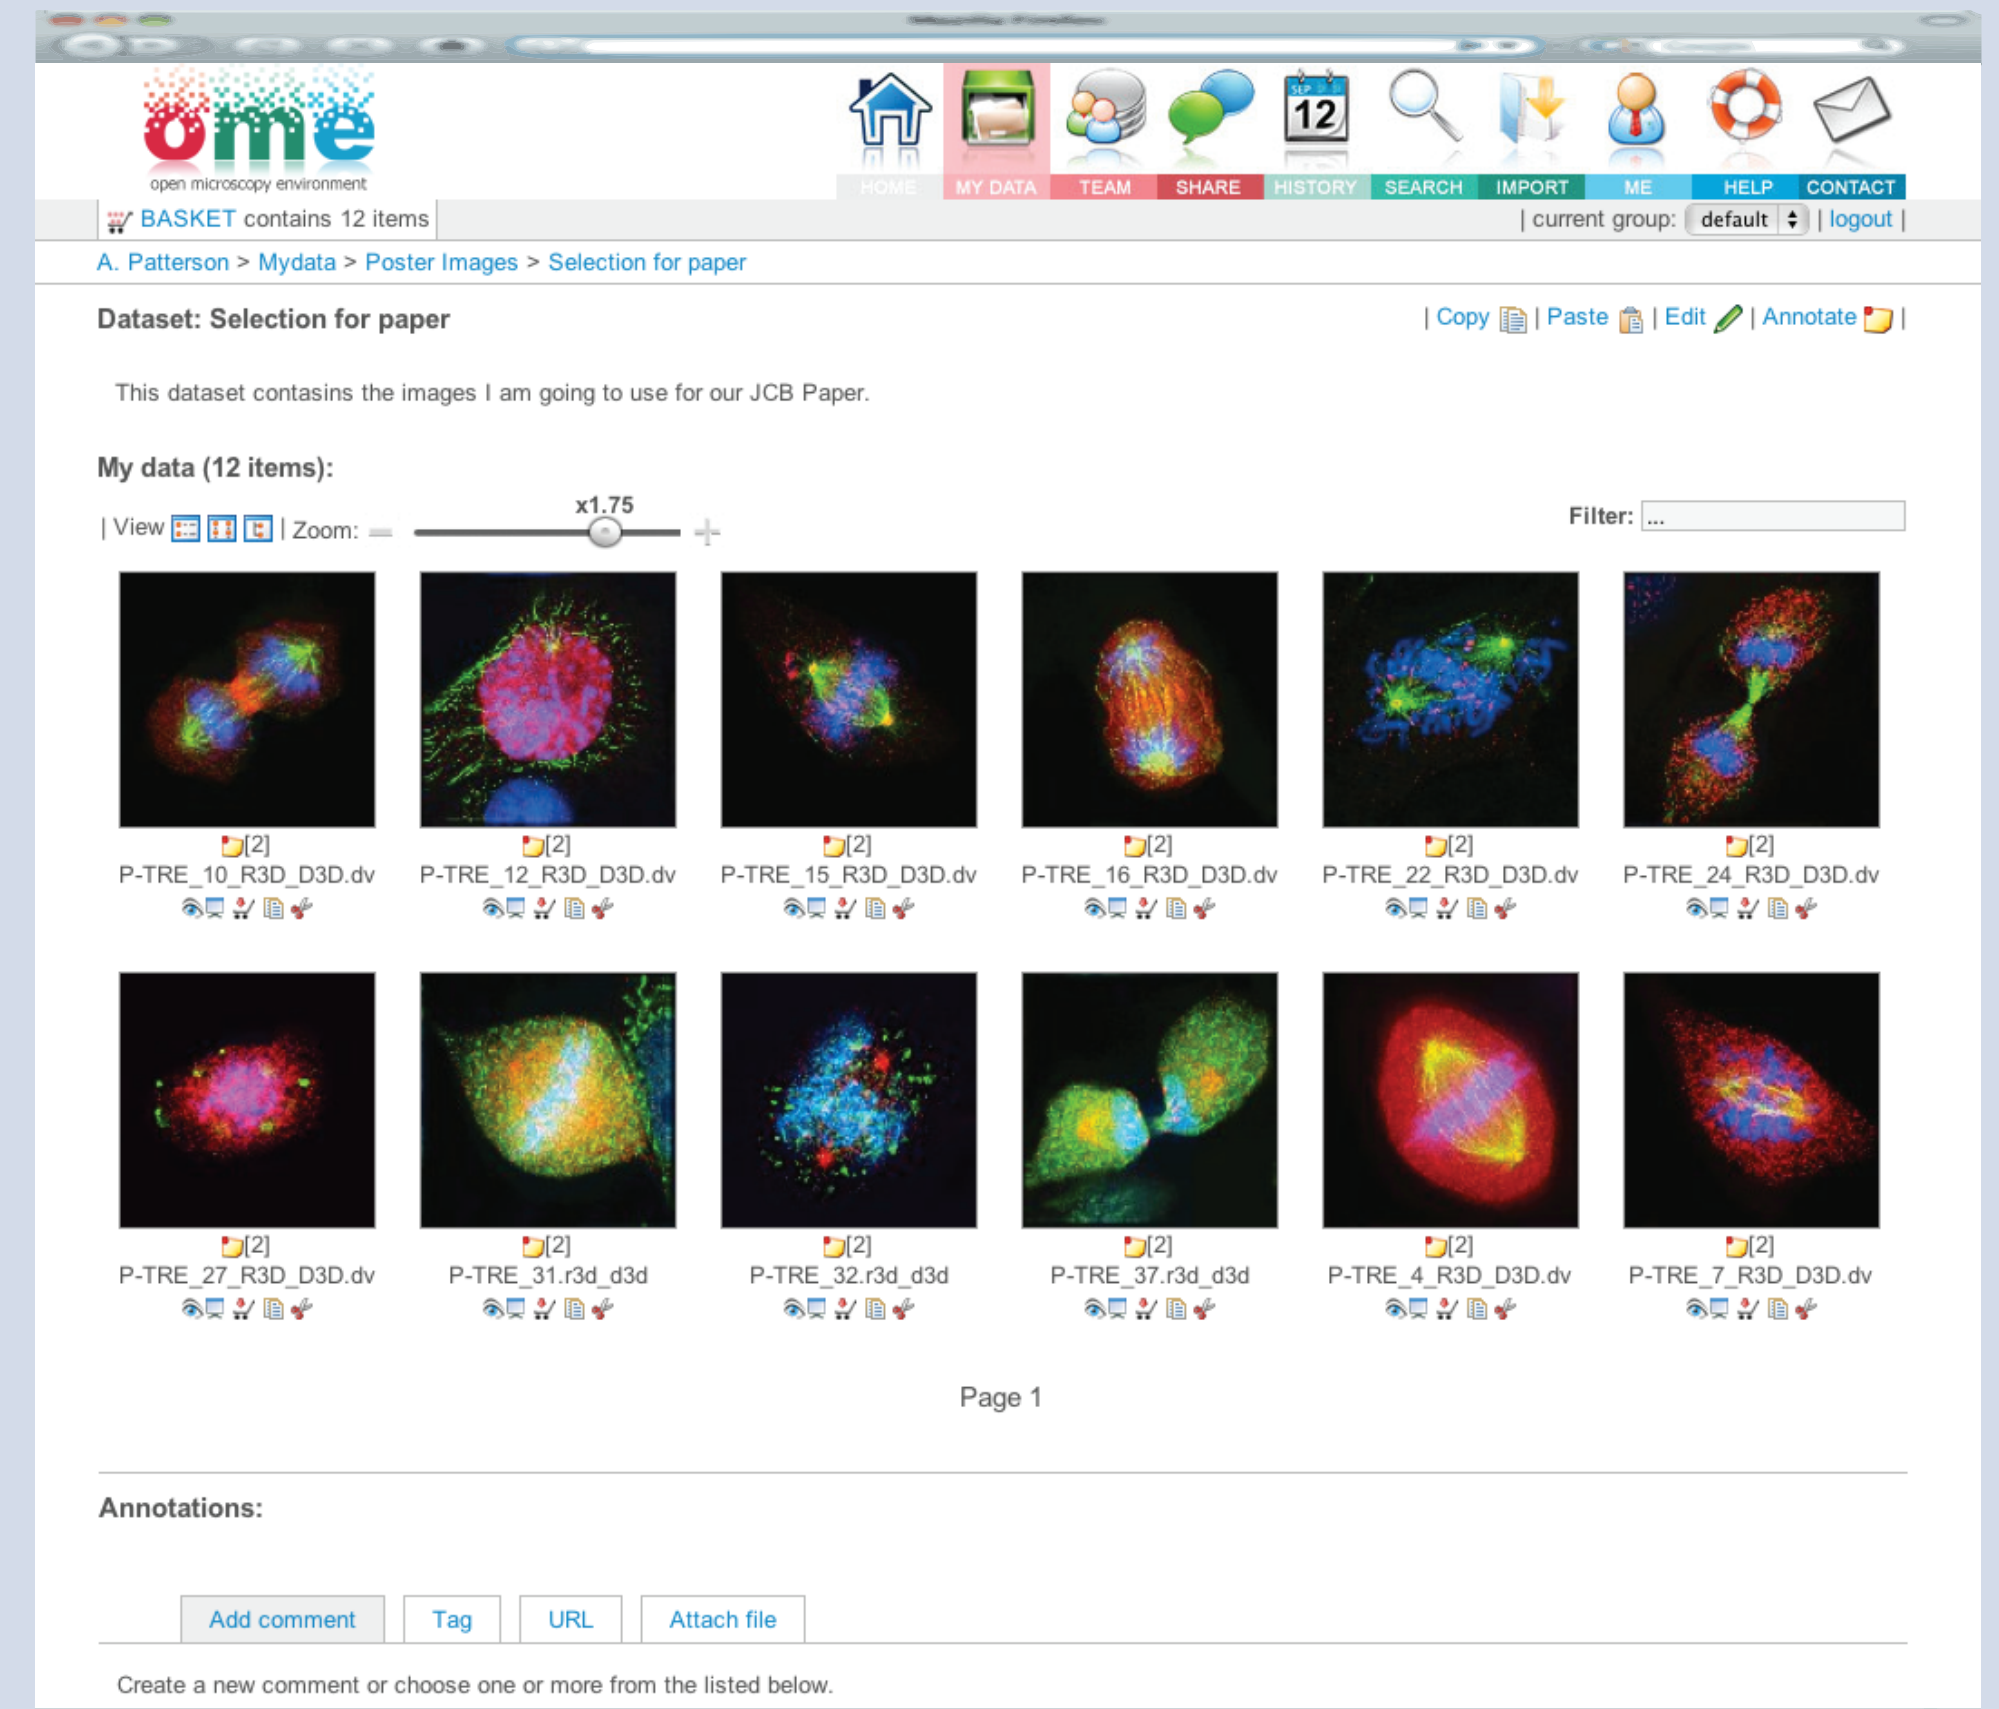 ome
open microscopy environment
SEP
12
HOME MY DATA TEAM SHARE HISTORY SEARCH IMPORT ME HELP CONTACT
BASKET contains 12 items
| current group: default | logout |
A. Patterson > Mydata > Poster Images > Selection for paper
Dataset: Selection for paper
| Copy | Paste | Edit | Annotate |
This dataset contasins the images I am going to use for our JCB Paper.
My data (12 items):
x1.75
| View | Zoom:
Filter: ...
[2] [2] [2] [2] [2] [2]
P-TRE_10_R3D_D3D.dv P-TRE_12_R3D_D3D.dv P-TRE_15_R3D_D3D.dv P-TRE_16_R3D_D3D.dv P-TRE_22_R3D_D3D.dv P-TRE_24_R3D_D3D.dv
[2] [2] [2] [2] [2] [2]
P-TRE_27_R3D_D3D.dv P-TRE_31.r3d_d3d P-TRE_32.r3d_d3d P-TRE_37.r3d_d3d P-TRE_4_R3D_D3D.dv P-TRE_7_R3D_D3D.dv
Page 1
Annotations:
Add comment Tag URL Attach file
Create a new comment or choose one or more from the listed below.